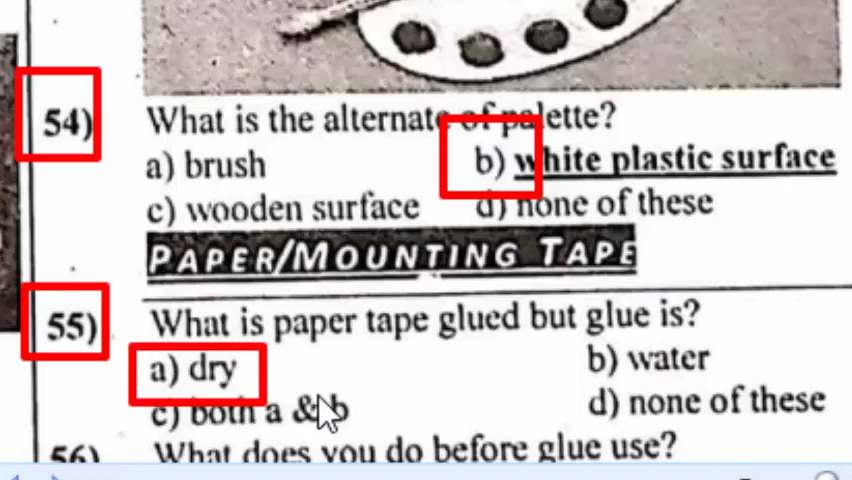 54) What is the alternate of palette?
a) brush b) white plastic surface
c) wooden surface d) none of these
PAPER/MOUNTING TAPE
55) What is paper tape glued but glue is?
a) dry b) water
c) both a & b d) none of these
56) What does you do before glue use?